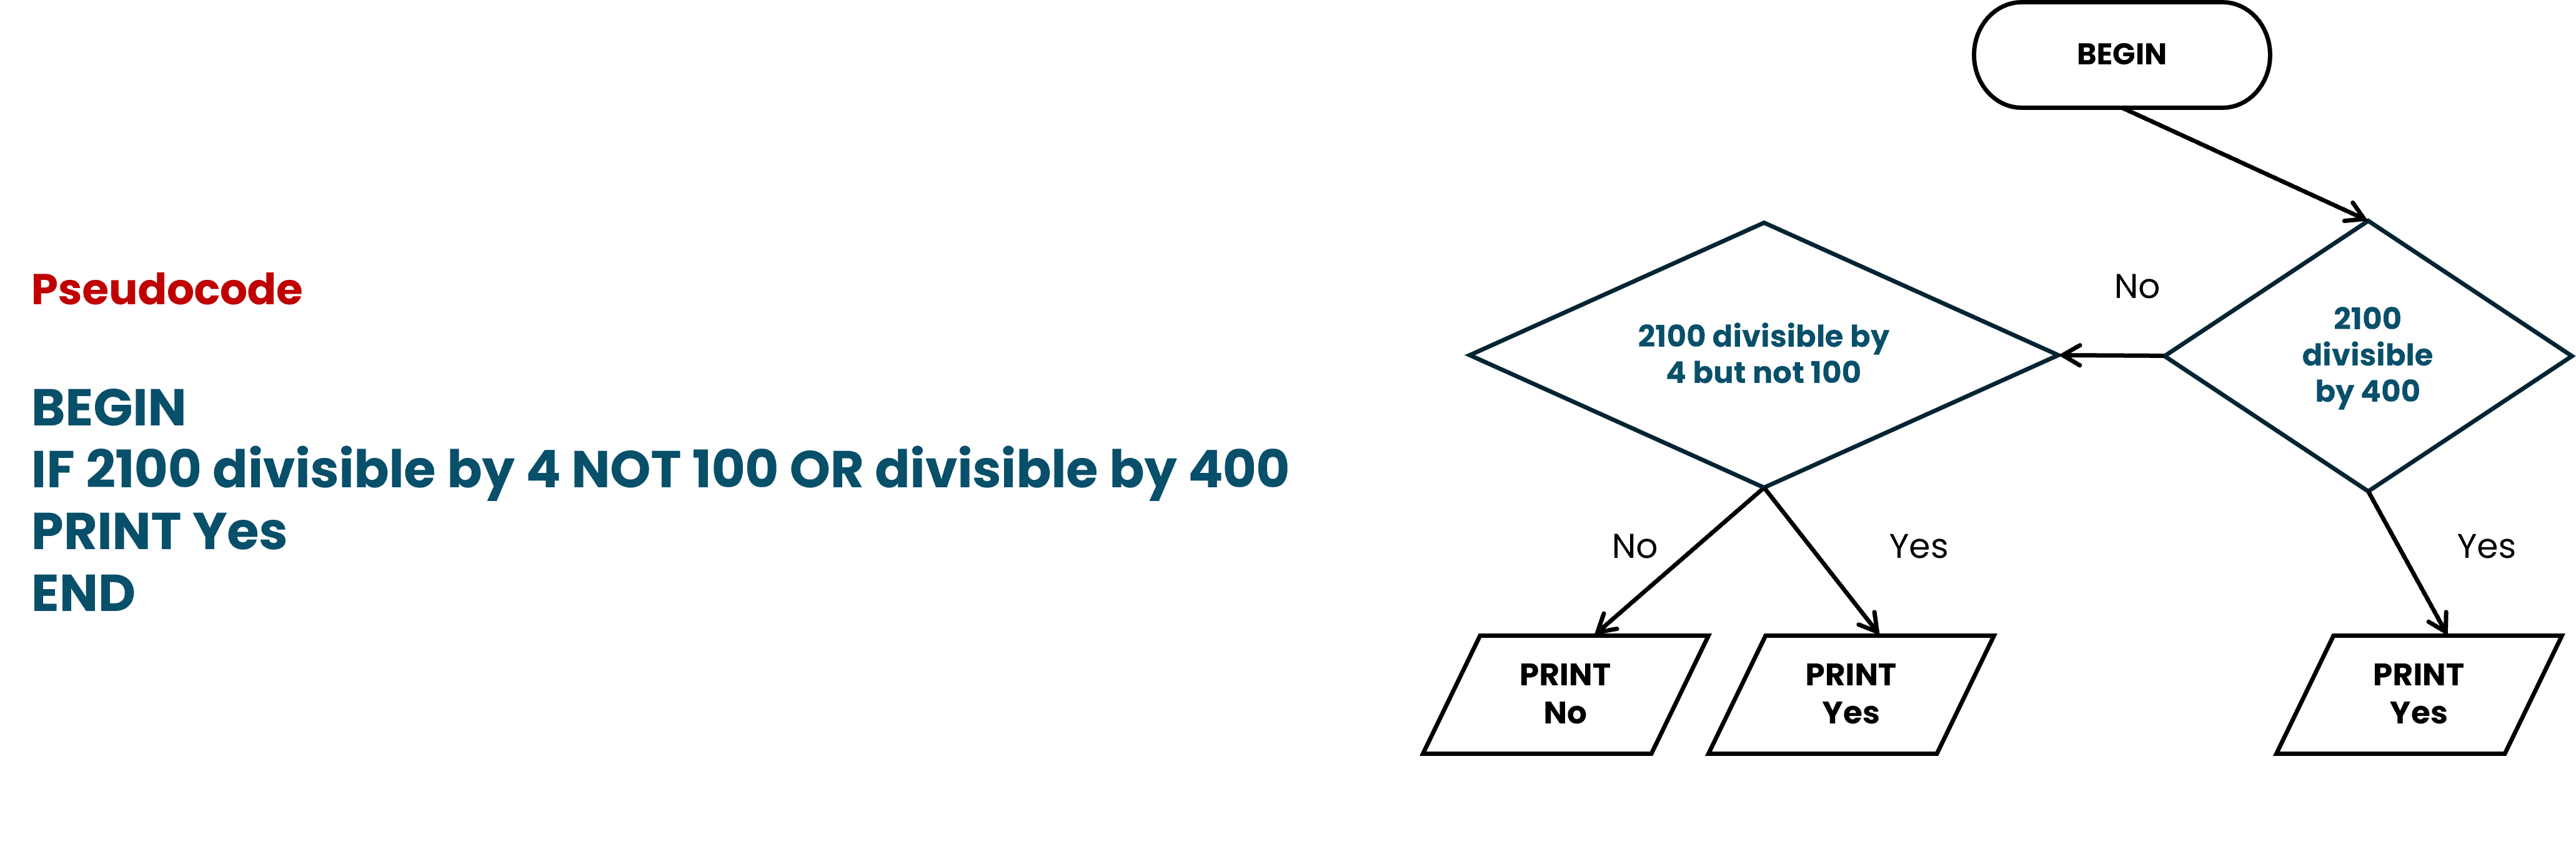 Pseudocode
BEGIN
IF 2100 divisible by 4 NOT 100 OR divisible by 400
PRINT Yes
END
BEGIN
2100
divisible
by 400
No
2100 divisible by
4 but not 100
No
Yes
Yes
PRINT
No
PRINT
Yes
PRINT
Yes